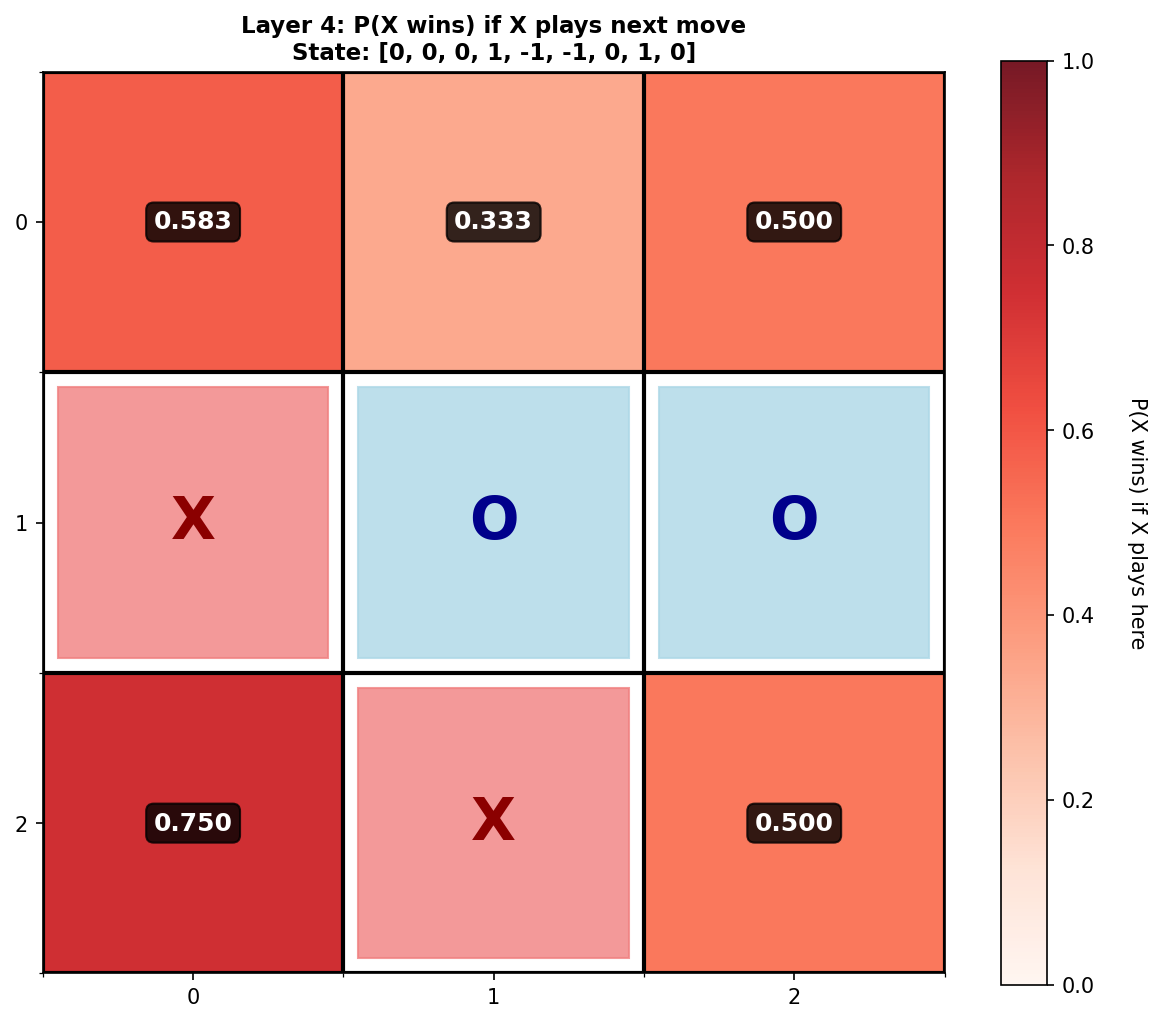 Layer 4: P(X wins) if X plays next move
State: [0, 0, 0, 1, -1, -1, 0, 1, 0]
0
0.583
0.333
0.500
1
X
O
O
2
0.750
X
0.500
0
1
2
1.0
0.8
0.6
0.4
0.2
0.0
P(X wins) if X plays here